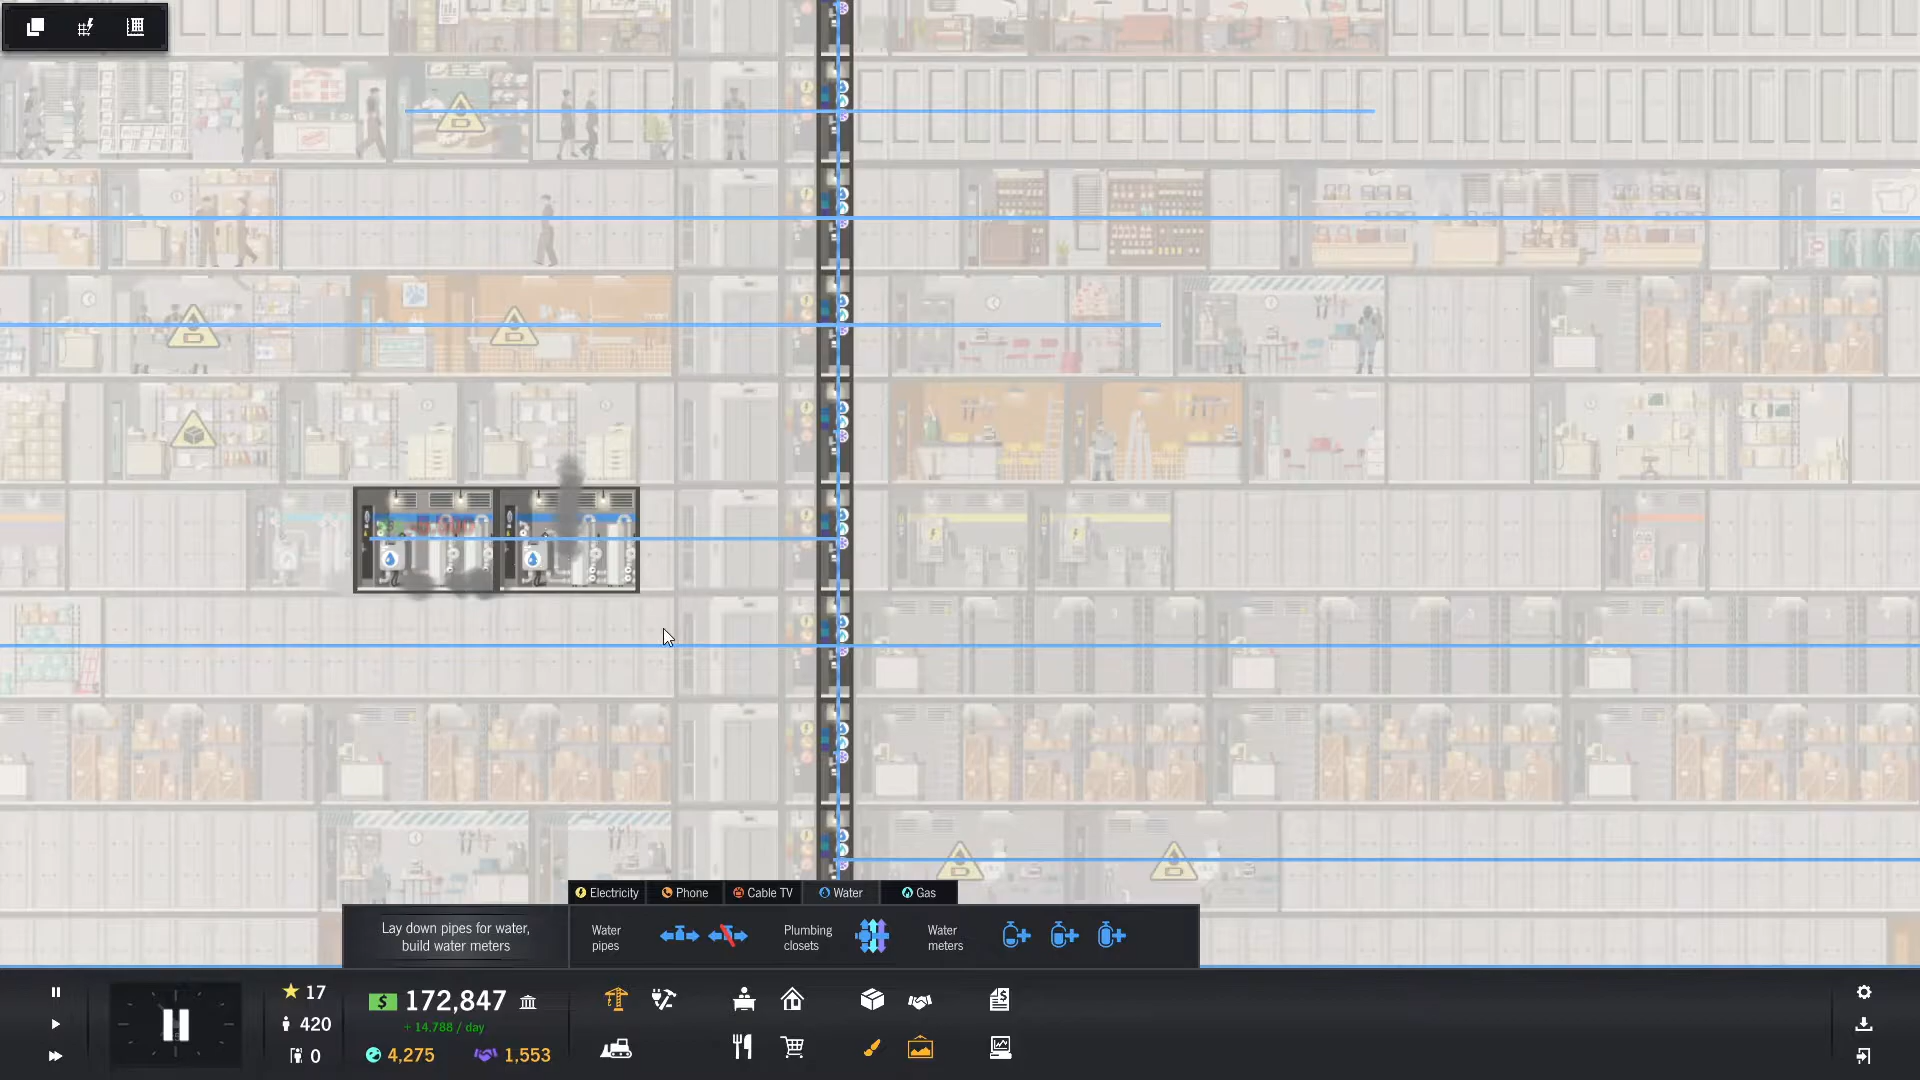 Electricity
Phone
Cable TV
Water
Gas
Lay down pipes for water,
build water meters
Water
pipes
Plumbing
closets
Water
meters
17
420
0
$ 172,847
+ 14.788 / day
4,275
1,553